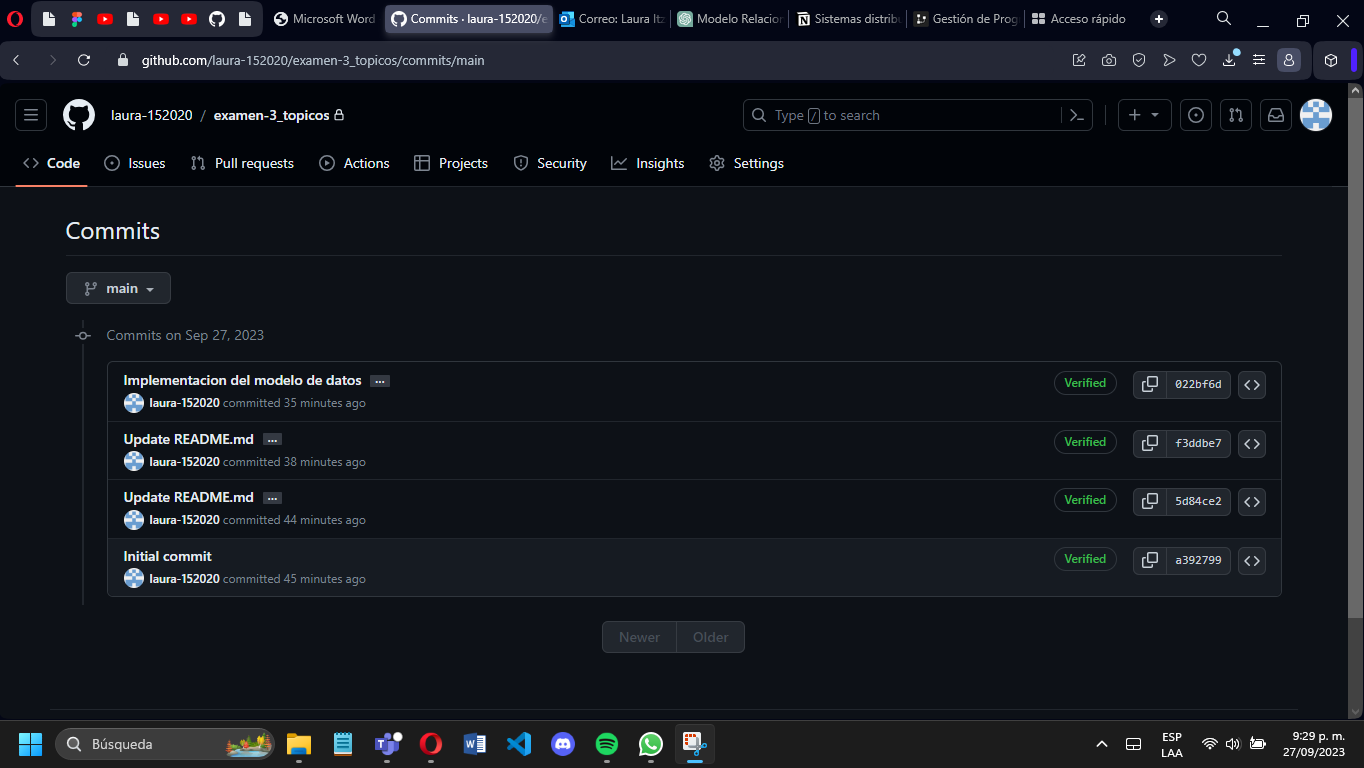 Microsoft Word
Commits · laura-152020/e
Correo: Laura Itz
Modelo Relacior
Sistemas distribu
Gestión de Prog
Acceso rápido
github.com/laura-152020/examen-3_topicos/commits/main
laura-152020 / examen-3_topicos
Type / to search
Code
Issues
Pull requests
Actions
Projects
Security
Insights
Settings
Commits
main
Commits on Sep 27, 2023
Implementacion del modelo de datos ...
Verified
022bf6d
laura-152020 committed 35 minutes ago
Update README.md ...
Verified
f3ddbe7
laura-152020 committed 38 minutes ago
Update README.md ...
Verified
5d84ce2
laura-152020 committed 44 minutes ago
Initial commit
Verified
a392799
laura-152020 committed 45 minutes ago
Newer
Older
Búsqueda
ESP
LAA
9:29 p. m.
27/09/2023